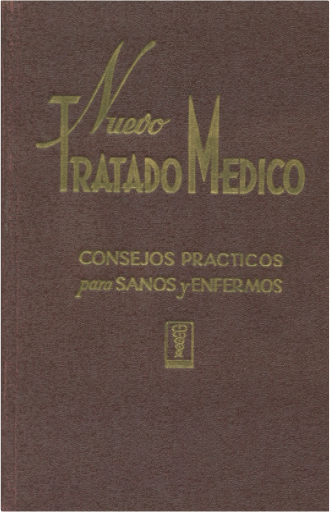 Nuevo
TRATADO MEDICO
CONSEJOS PRACTICOS
para SANOS y ENFERMOS